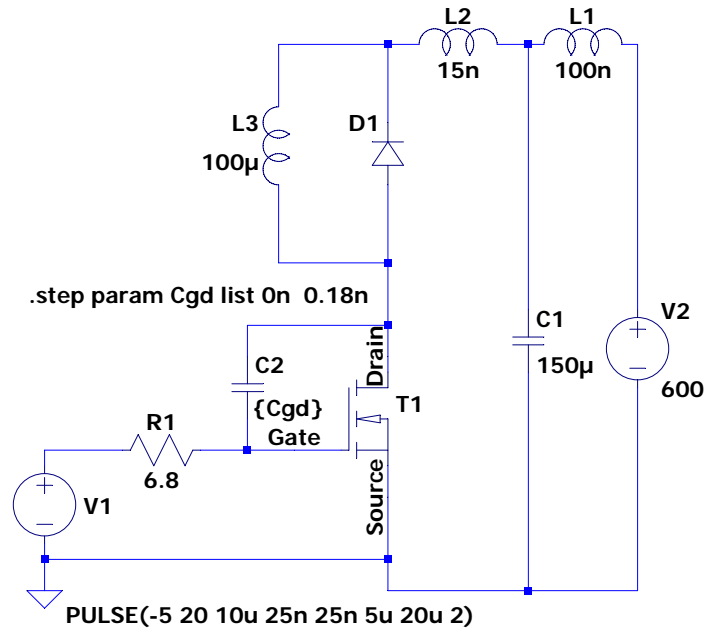 L2
15n
L1
100n
L3
100µ
D1
.step param Cgd list 0n 0.18n
C2
{Cgd}
Gate
Drain
T1
Source
C1
150µ
V2
600
R1
6.8
V1
PULSE(-5 20 10u 25n 25n 5u 20u 2)